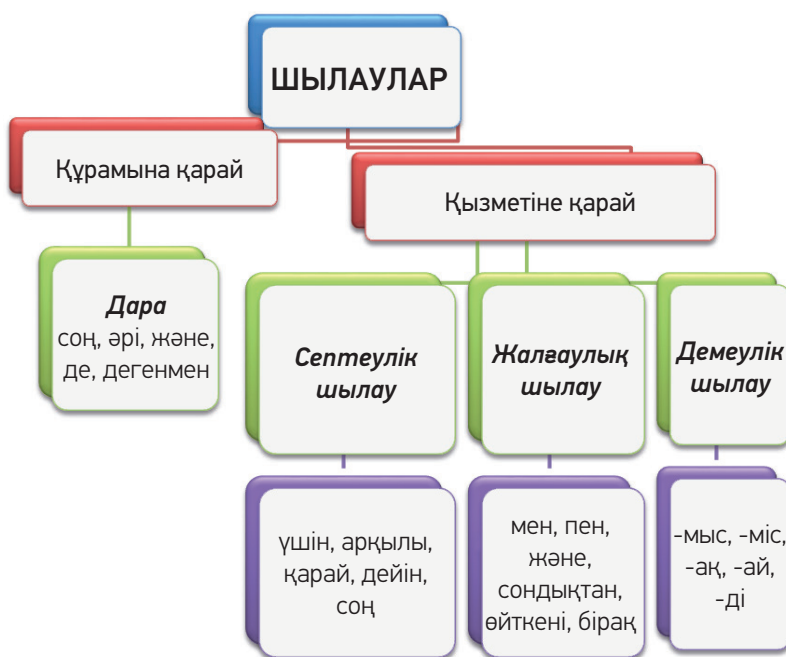 ШЫЛАУЛАР
Құрамына қарай
Қызметіне қарай
Дара
соң, әрі, және,
де, дегенмен
Септеулік
шылау
Жалғаулық
шылау
Демеулік
шылау
үшін, арқылы,
қарай, дейін,
соң
мен, пен,
және,
сондықтан,
өйткені, бірақ
-мыс, -міс,
-ақ, -ай,
-ді